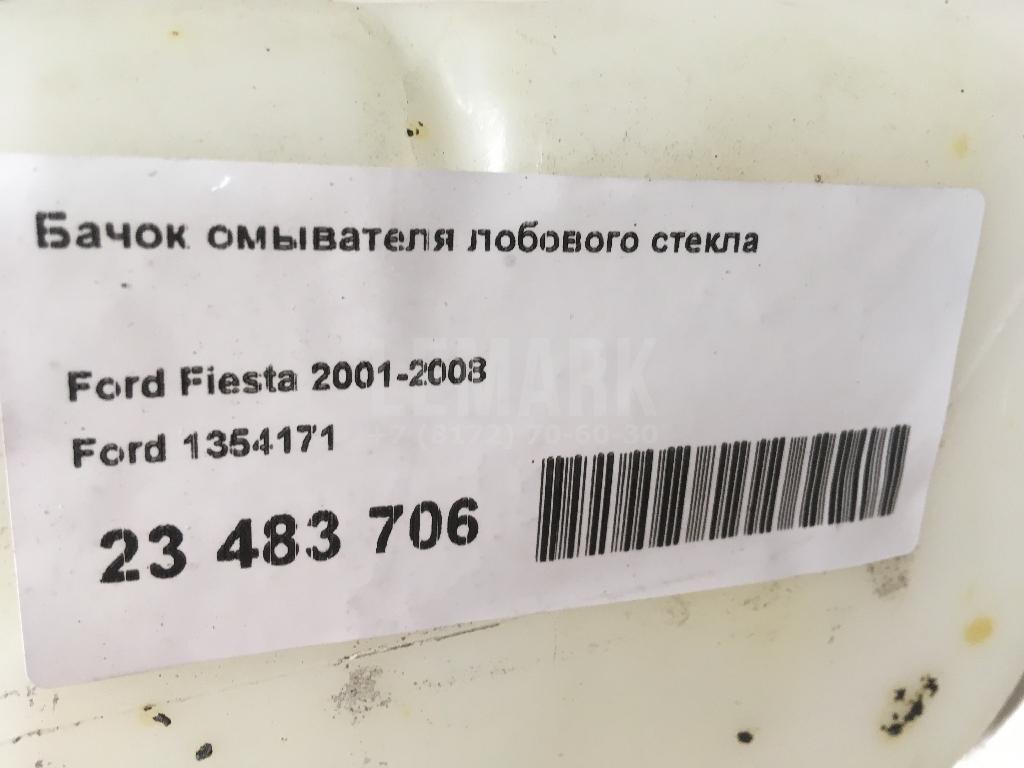 Бачок омывателя лобового стекла
Ford Fiesta 2001-2008
LEMARK
+7 (8172) 70-60-30
Ford 1354171
23 483 706